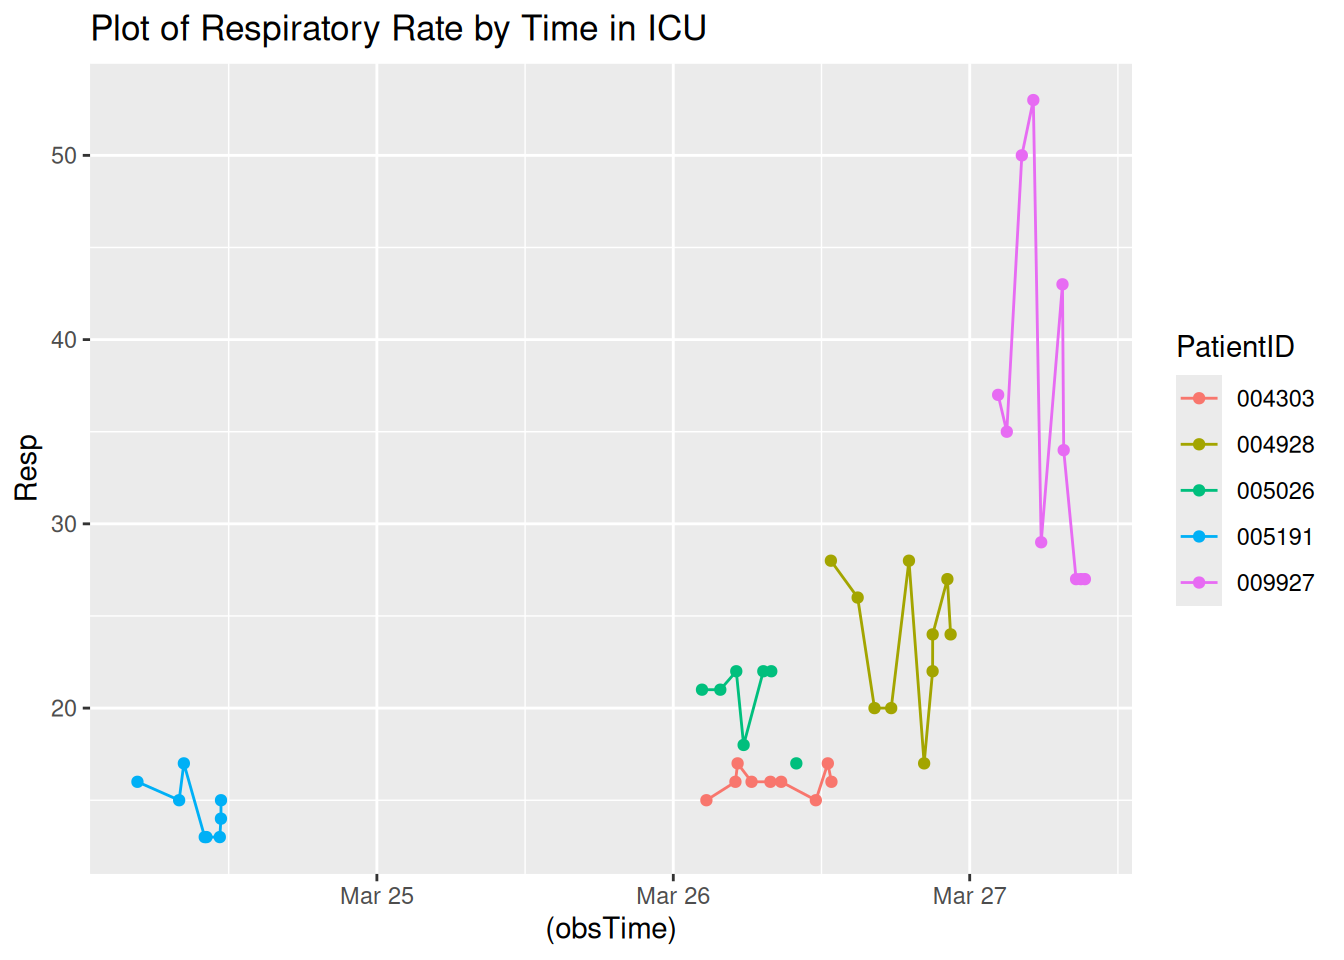 Plot of Respiratory Rate by Time in ICU
50
40
30
20
Resp
Mar 25
Mar 26
Mar 27
(obsTime)
PatientID
004303
004928
005026
005191
009927